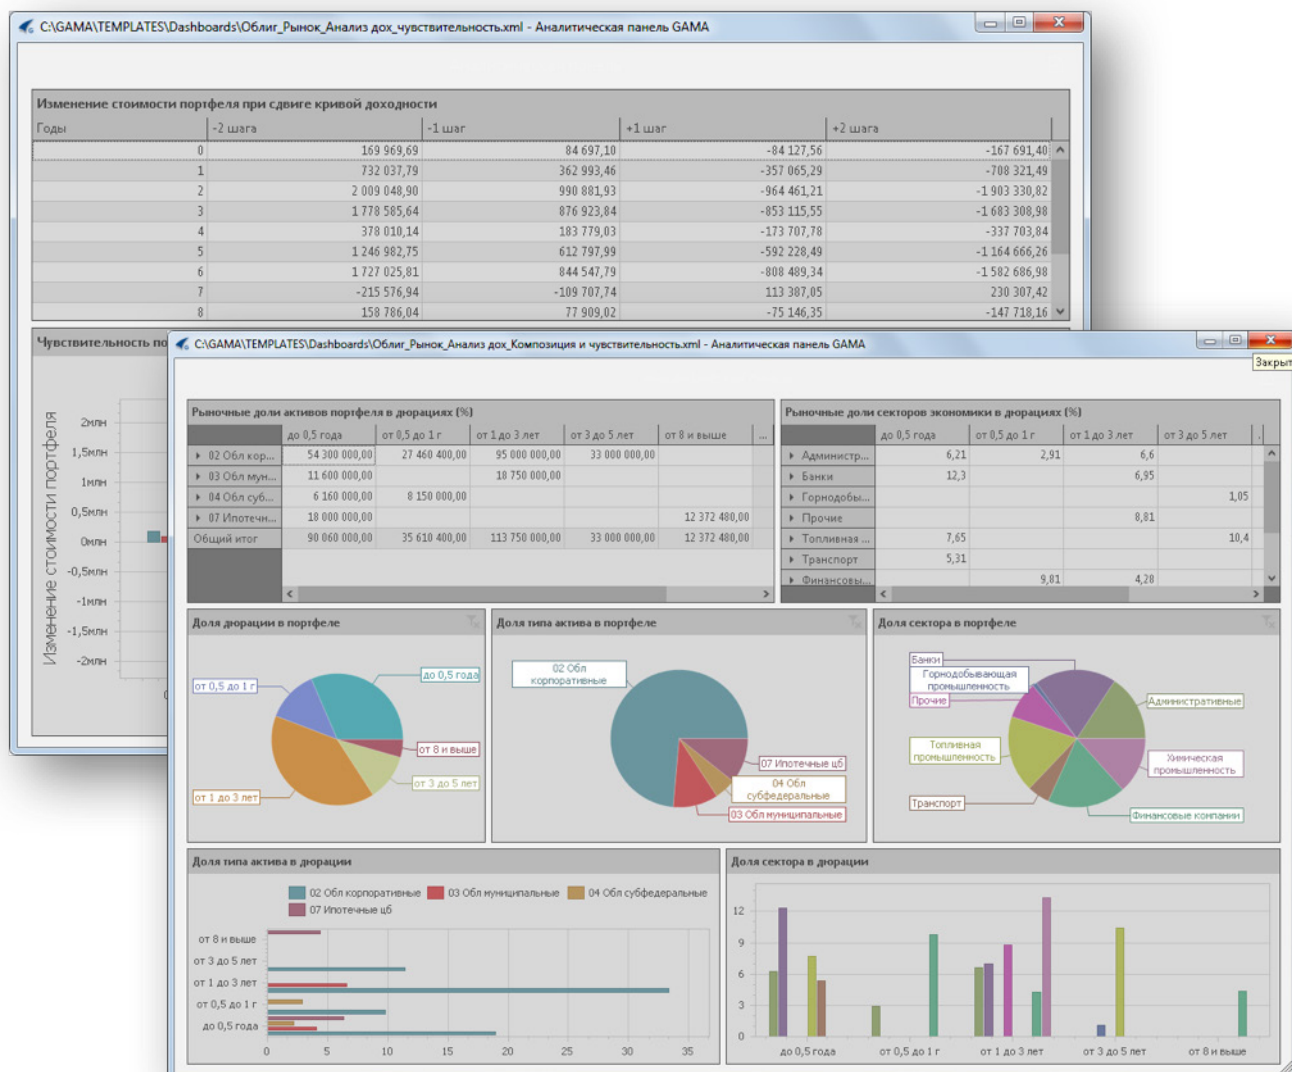 C:\GAMA\TEMPLATES\Dashboards\Облиг_Рынок_Анализ дох_чувствительность.xml - Аналитическая панель GAMA
Изменение стоимости портфеля при сдвиге кривой доходности
Годы -2 шага -1 шаг +1 шаг +2 шага
0 169 969,69 84 697,10 -84 127,56 -167 691,40
1 732 037,79 362 993,46 -357 065,29 -708 321,49
2 2 009 048,90 990 881,93 -964 461,21 -1 903 330,82
3 1 778 585,64 876 923,84 -853 115,55 -1 683 308,98
4 378 010,14 183 779,03 -173 707,78 -337 703,84
5 1 246 982,75 612 797,99 -592 228,49 -1 164 666,26
6 1 727 025,81 844 547,79 -808 489,34 -1 582 686,98
7 -215 576,94 -109 707,74 113 387,05 230 307,42
8 158 786,04 77 909,02 -75 146,35 -147 718,16
Чувствительность по
Изменение стоимости портфеля
2млн
1,5млн
1млн
0,5млн
0млн
-0,5млн
-1млн
-1,5млн
-2млн
C:\GAMA\TEMPLATES\Dashboards\Облиг_Рынок_Анализ дох_Композиция и чувствительность.xml - Аналитическая панель GAMA
Закрыт
Рыночные доли активов портфеля в дюрациях (%)
до 0,5 года от 0,5 до 1 г от 1 до 3 лет от 3 до 5 лет от 8 и выше ...
02 Обл кор... 54 300 000,00 27 460 400,00 95 000 000,00 33 000 000,00
03 Обл мун... 11 600 000,00 18 750 000,00
04 Обл суб... 6 160 000,00 8 150 000,00
07 Ипотечн... 18 000 000,00 12 372 480,00
Общий итог 90 060 000,00 35 610 400,00 113 750 000,00 33 000 000,00 12 372 480,00
Рыночные доли секторов экономики в дюрациях (%)
до 0,5 года от 0,5 до 1 г от 1 до 3 лет от 3 до 5 лет
Администр... 6,21 2,91 6,6
Банки 12,3 6,95
Горнодобы... 1,05
Прочие 8,81
Топливная ... 7,65 10,4
Транспорт 5,31
Финансовы... 9,81 4,28
Доля дюрации в портфеле
до 0,5 года
от 0,5 до 1 г
от 8 и выше
от 3 до 5 лет
от 1 до 3 лет
Доля типа актива в портфеле
02 Обл
корпоративные
07 Ипотечные цб
04 Обл
субфедеральные
03 Обл муниципальные
Доля сектора в портфеле
Банки
Горнодобывающая
промышленность
Прочие
Административные
Топливная
промышленность
Химическая
промышленность
Транспорт
Финансовые компании
Доля типа актива в дюрации
02 Обл корпоративные 03 Обл муниципальные 04 Обл субфедеральные
07 Ипотечные цб
от 8 и выше
от 3 до 5 лет
от 1 до 3 лет
от 0,5 до 1 г
до 0,5 года
0 5 10 15 20 25 30 35
Доля сектора в дюрации
12
9
6
3
0
до 0,5 года от 0,5 до 1 г от 1 до 3 лет от 3 до 5 лет от 8 и выше